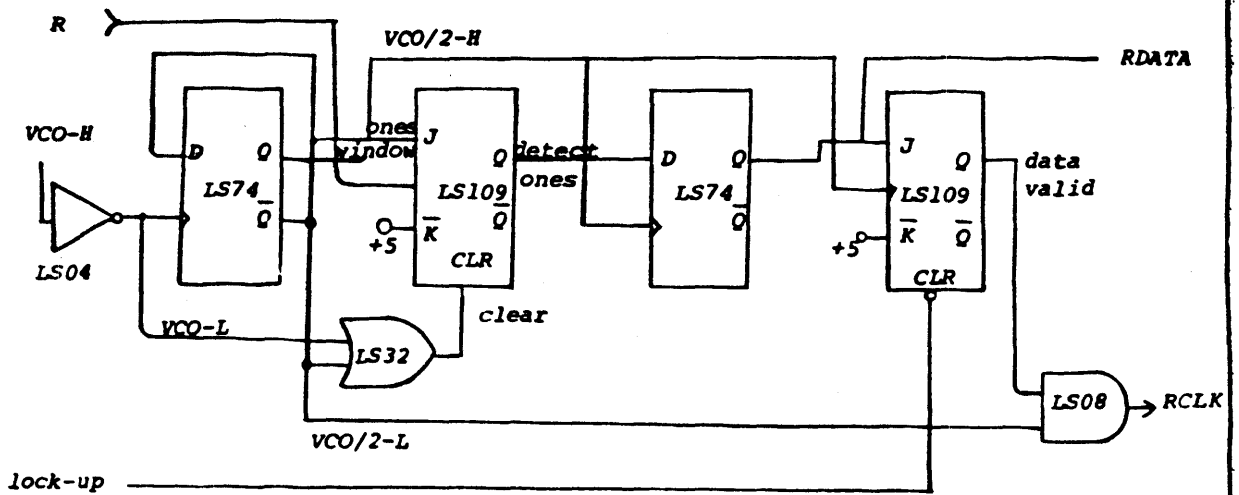 R
VCO/2-H
RDATA
VCO-H
D
Q
LS74
Q̅
LS04
ones
window
J
Q
LS109
Q̅
K̅
+5
CLR
detect
ones
D
Q
LS74
Q̅
J
Q
LS109
K̅
Q̅
+5
CLR
data
valid
clear
VCO-L
LS32
LS08
RCLK
VCO/2-L
lock-up